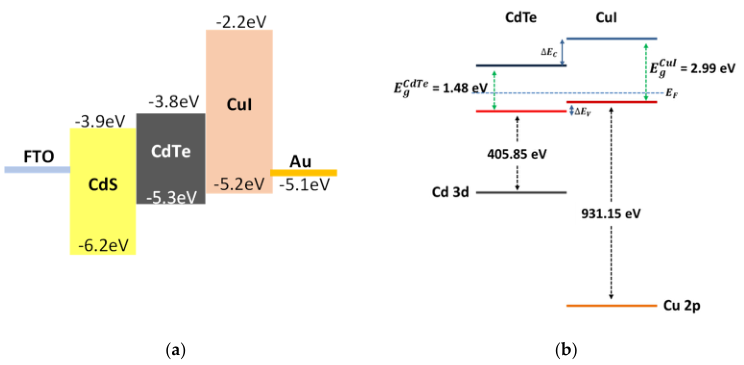 -2.2eV
CuI
-3.8eV
-3.9eV
CdTe
FTO
Au
CdS
-5.2eV
-5.1eV
-5.3eV
-6.2eV
(a)
CdTe
CuI
ΔE_C
E_g^CuI = 2.99 eV
E_g^CdTe = 1.48 eV
E_F
ΔE_V
405.85 eV
Cd 3d
931.15 eV
Cu 2p
(b)